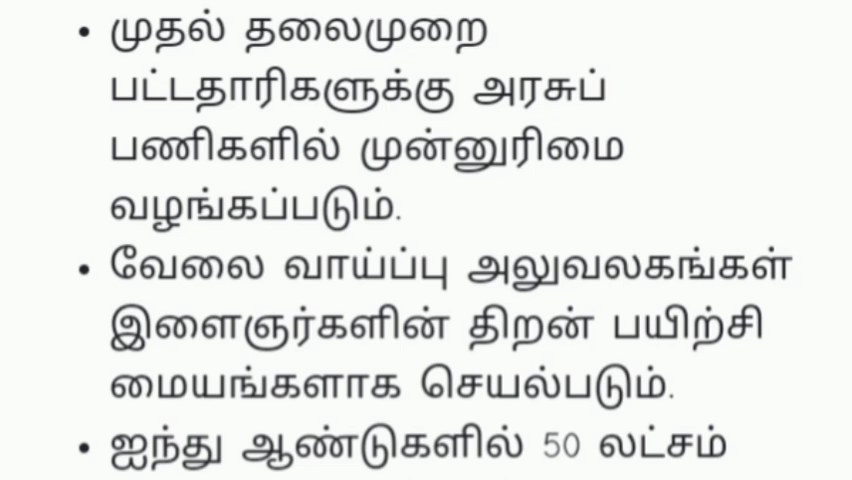 • முதல் தலைமுறை
பட்டதாரிகளுக்கு அரசுப்
பணிகளில் முன்னுரிமை
வழங்கப்படும்.
• வேலை வாய்ப்பு அலுவலகங்கள்
இளைஞர்களின் திறன் பயிற்சி
மையங்களாக செயல்படும்.
• ஐந்து ஆண்டுகளில் 50 லட்சம்